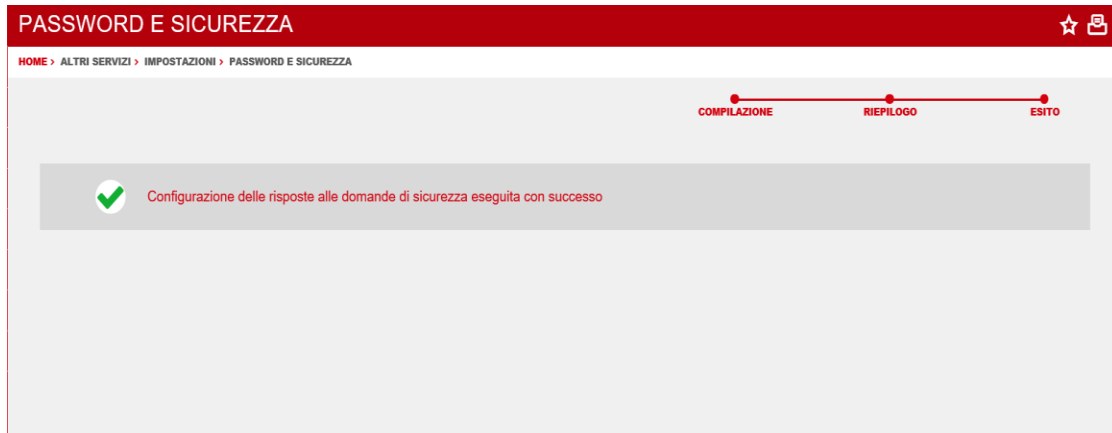 PASSWORD E SICUREZZA
HOME > ALTRI SERVIZI > IMPOSTAZIONI > PASSWORD E SICUREZZA
COMPILAZIONE RIEPILOGO ESITO
Configurazione delle risposte alle domande di sicurezza eseguita con successo